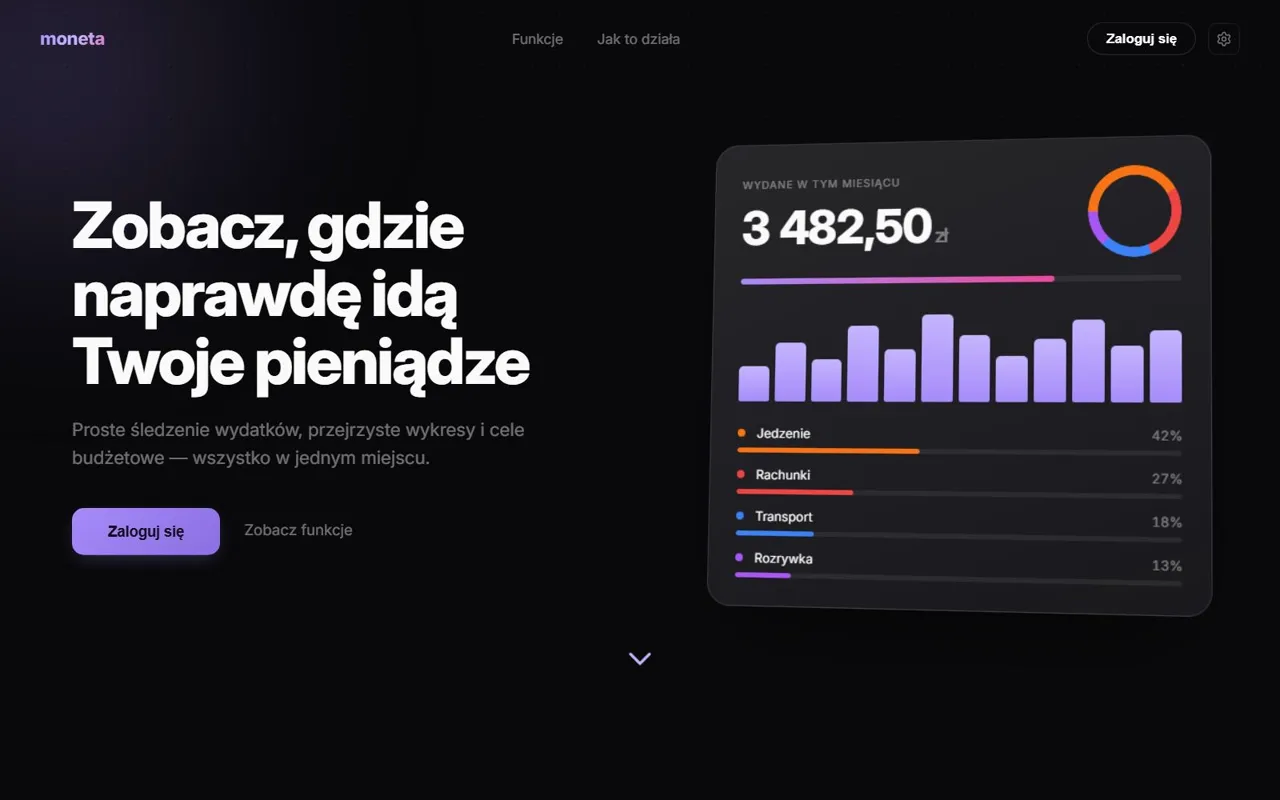 moneta
Funkcje
Jak to działa
Zaloguj się
Zobacz, gdzie
naprawdę idą
Twoje pieniądze
Proste śledzenie wydatków, przejrzyste wykresy i cele
budżetowe — wszystko w jednym miejscu.
Zaloguj się
Zobacz funkcje
WYDANE W TYM MIESIĄCU
3 482,50 zł
Jedzenie 42%
Rachunki 27%
Transport 18%
Rozrywka 13%